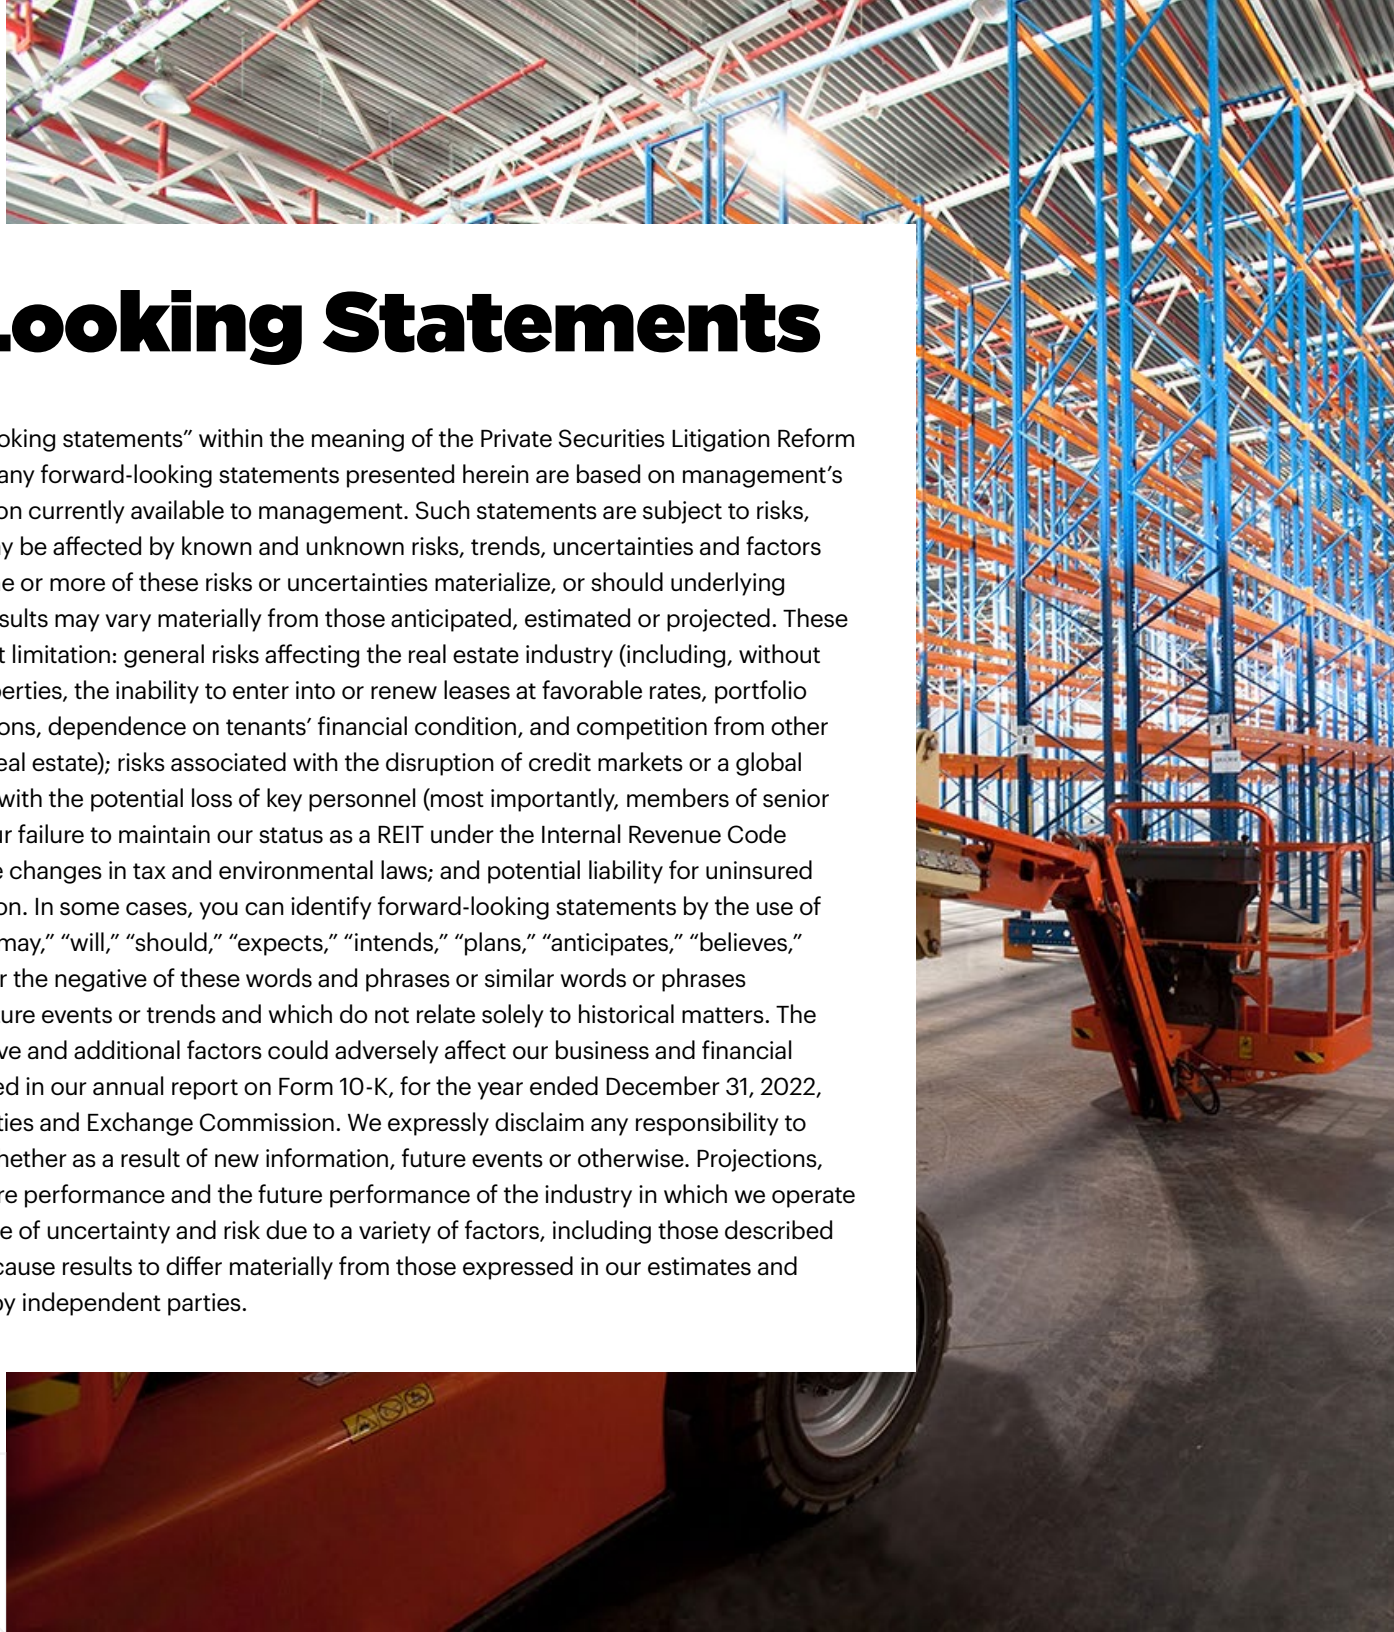 Looking Statements
oking statements” within the meaning of the Private Securities Litigation Reform
any forward-looking statements presented herein are based on management’s
on currently available to management. Such statements are subject to risks,
y be affected by known and unknown risks, trends, uncertainties and factors
e or more of these risks or uncertainties materialize, or should underlying
sults may vary materially from those anticipated, estimated or projected. These
t limitation: general risks affecting the real estate industry (including, without
perties, the inability to enter into or renew leases at favorable rates, portfolio
ons, dependence on tenants’ financial condition, and competition from other
eal estate); risks associated with the disruption of credit markets or a global
with the potential loss of key personnel (most importantly, members of senior
ur failure to maintain our status as a REIT under the Internal Revenue Code
e changes in tax and environmental laws; and potential liability for uninsured
on. In some cases, you can identify forward-looking statements by the use of
may,” “will,” “should,” “expects,” “intends,” “plans,” “anticipates,” “believes,”
r the negative of these words and phrases or similar words or phrases
ure events or trends and which do not relate solely to historical matters. The
ve and additional factors could adversely affect our business and financial
ed in our annual report on Form 10-K, for the year ended December 31, 2022,
ties and Exchange Commission. We expressly disclaim any responsibility to
hether as a result of new information, future events or otherwise. Projections,
re performance and the future performance of the industry in which we operate
e of uncertainty and risk due to a variety of factors, including those described
cause results to differ materially from those expressed in our estimates and
by independent parties.